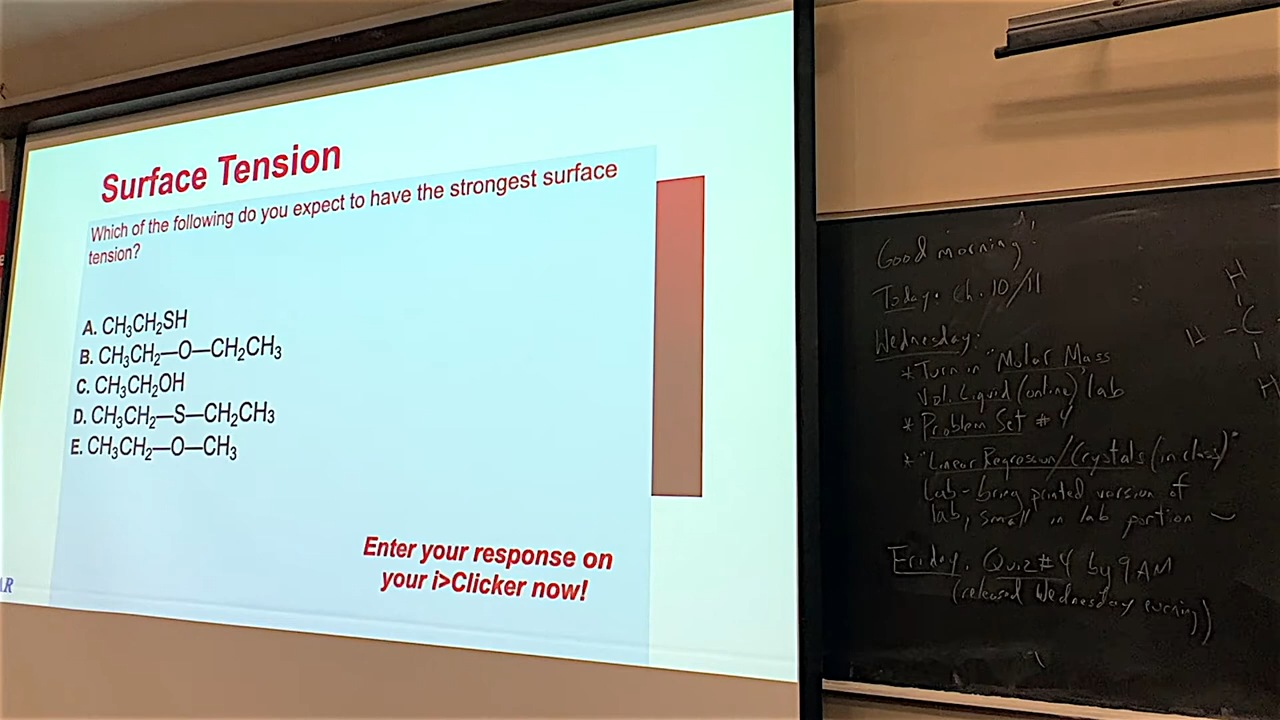 Surface Tension
Which of the following do you expect to have the strongest surface
tension?
A. CH₃CH₂SH
B. CH₃CH₂—O—CH₂CH₃
C. CH₃CH₂OH
D. CH₃CH₂—S—CH₂CH₃
E. CH₃CH₂—O—CH₃
Enter your response on
your i>Clicker now!
AR
Good morning!
Today: Ch. 10/11
Wednesday:
* Turn in "Molar Mass
Vol. Liquid (online)" lab
* Problem Set #4
* "Linear Regression/Crystals (in class)"
Lab - bring printed version of
lab, small in lab portion
Friday: Quiz #4 by 9AM
(released Wednesday evening)
H
H - C
H